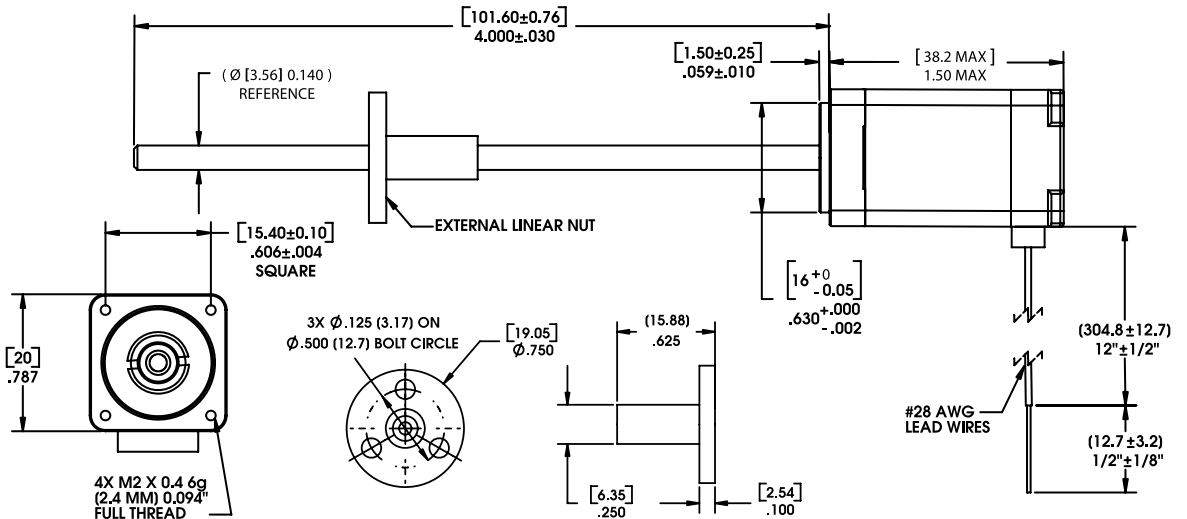 [101.60±0.76]
4.000±.030
[1.50±0.25]
.059±.010
[ 38.2 MAX ]
1.50 MAX
( Ø [3.56] 0.140 )
REFERENCE
EXTERNAL LINEAR NUT
[15.40±0.10]
.606±.004
SQUARE
[16 +0 - 0.05]
.630 +.000 -.002
[20]
.787
3X Ø.125 (3.17) ON
Ø.500 (12.7) BOLT CIRCLE
[19.05]
Ø.750
(15.88)
.625
(304.8±12.7)
12"±1/2"
#28 AWG
LEAD WIRES
(12.7±3.2)
1/2"±1/8"
4X M2 X 0.4 6g
(2.4 MM) 0.094"
FULL THREAD
[6.35]
.250
[2.54]
.100